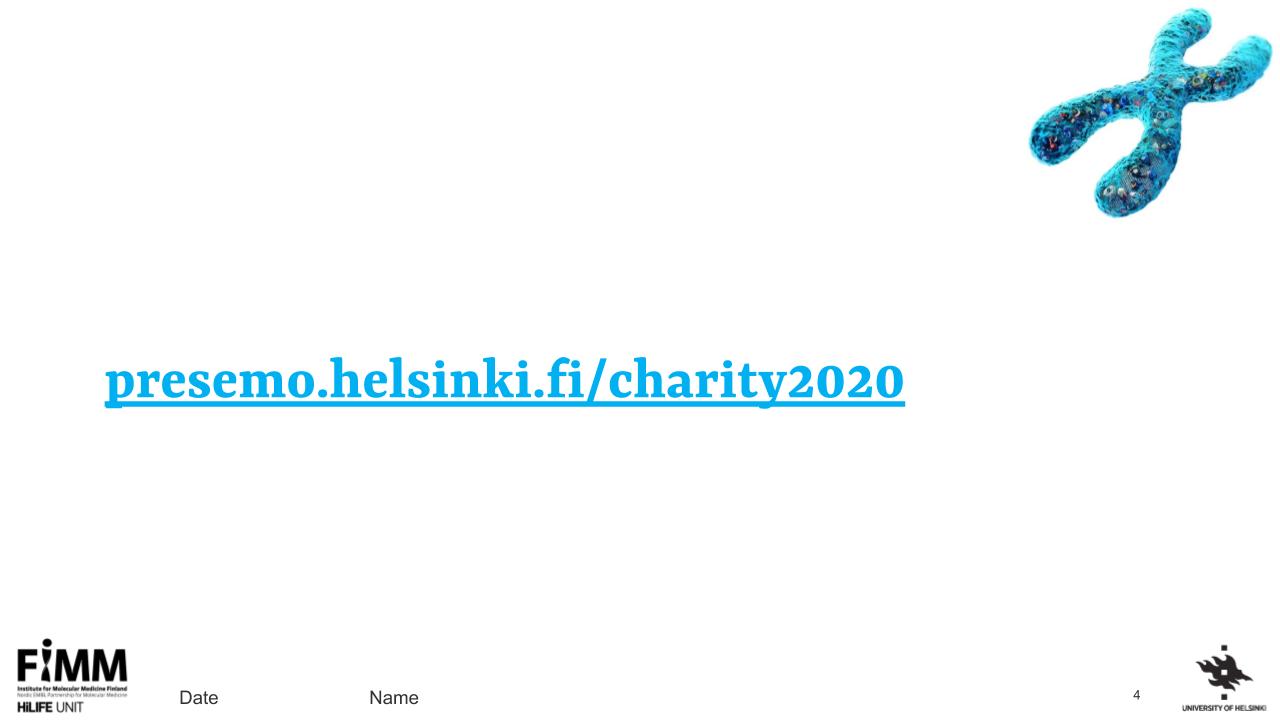 presemo.helsinki.fi/charity2020
FiMM
Institute for Molecular Medicine Finland
Nordic EMBL Partnership for Molecular Medicine
HiLIFE UNIT
Date
Name
4
UNIVERSITY OF HELSINKI